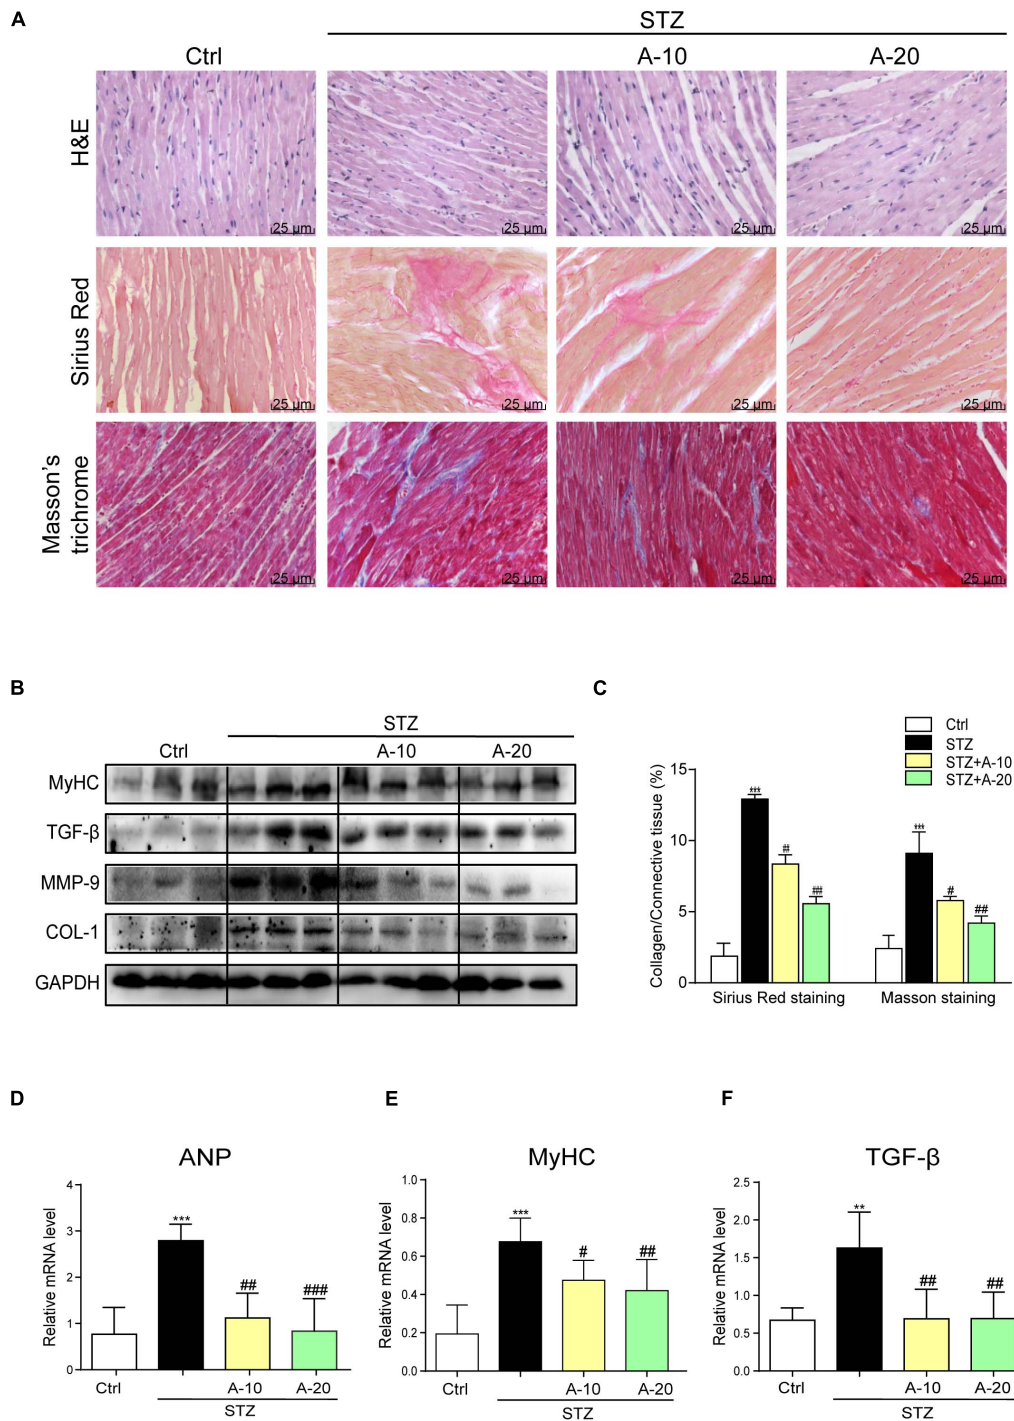 A
STZ
Ctrl
A-10
A-20
H&E
25 µm
25 µm
25 µm
25 µm
Sirius Red
25 µm
25 µm
25 µm
25 µm
Masson's
trichrome
25 µm
25 µm
25 µm
25 µm
B
STZ
Ctrl
A-10
A-20
MyHC
TGF-β
MMP-9
COL-1
GAPDH
C
Ctrl
STZ
STZ+A-10
STZ+A-20
Collagen/Connective tissue (%)
15
10
5
0
***
#
##
***
#
##
Sirius Red staining
Masson staining
D
ANP
Relative mRNA level
4
3
2
1
0
***
##
###
Ctrl
A-10
A-20
STZ
E
MyHC
Relative mRNA level
1.0
0.8
0.6
0.4
0.2
0.0
***
#
##
Ctrl
A-10
A-20
STZ
F
TGF-β
Relative mRNA level
2.5
2.0
1.5
1.0
0.5
0.0
**
##
##
Ctrl
A-10
A-20
STZ